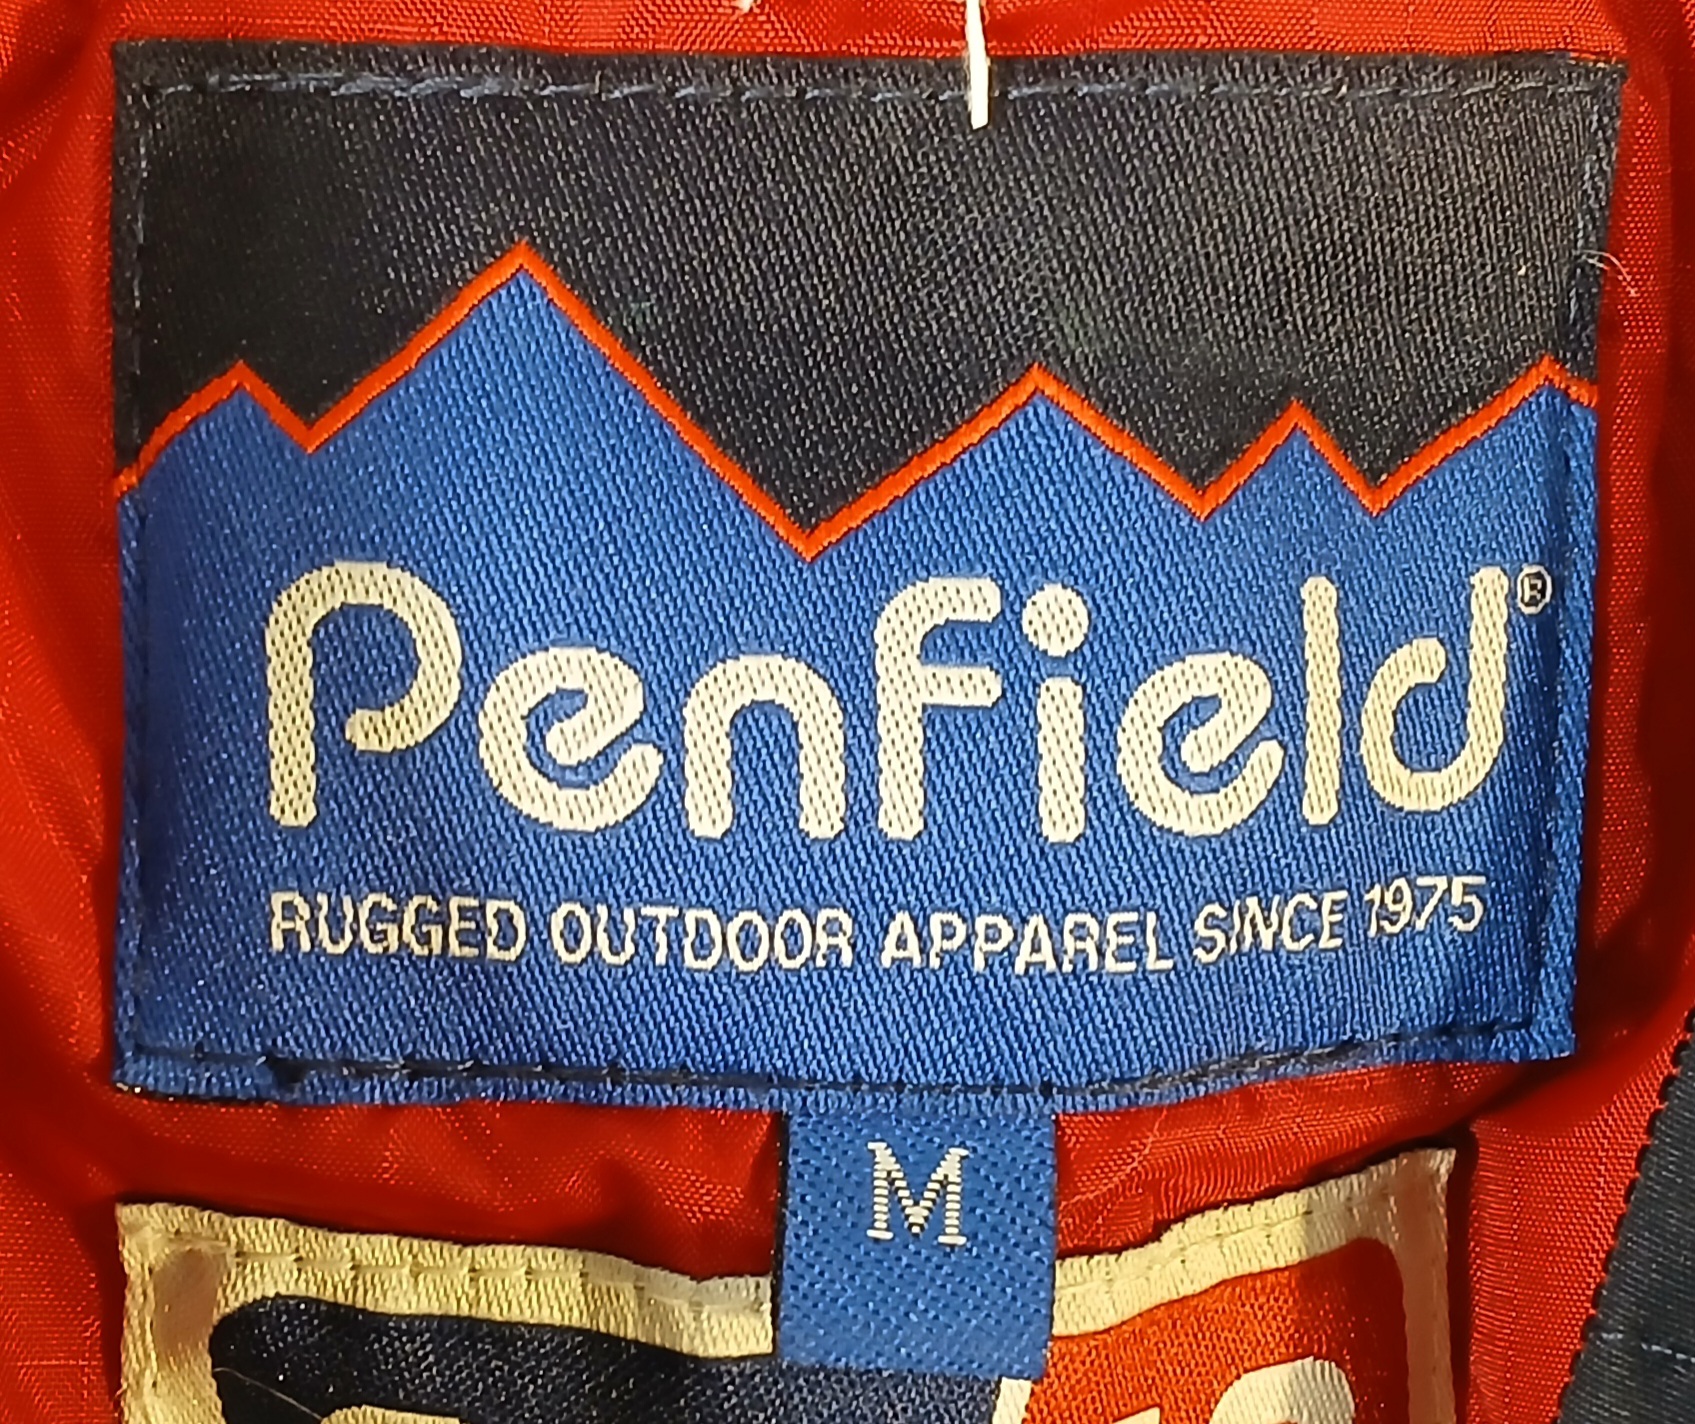 Penfield®
RUGGED OUTDOOR APPAREL SINCE 1975
M